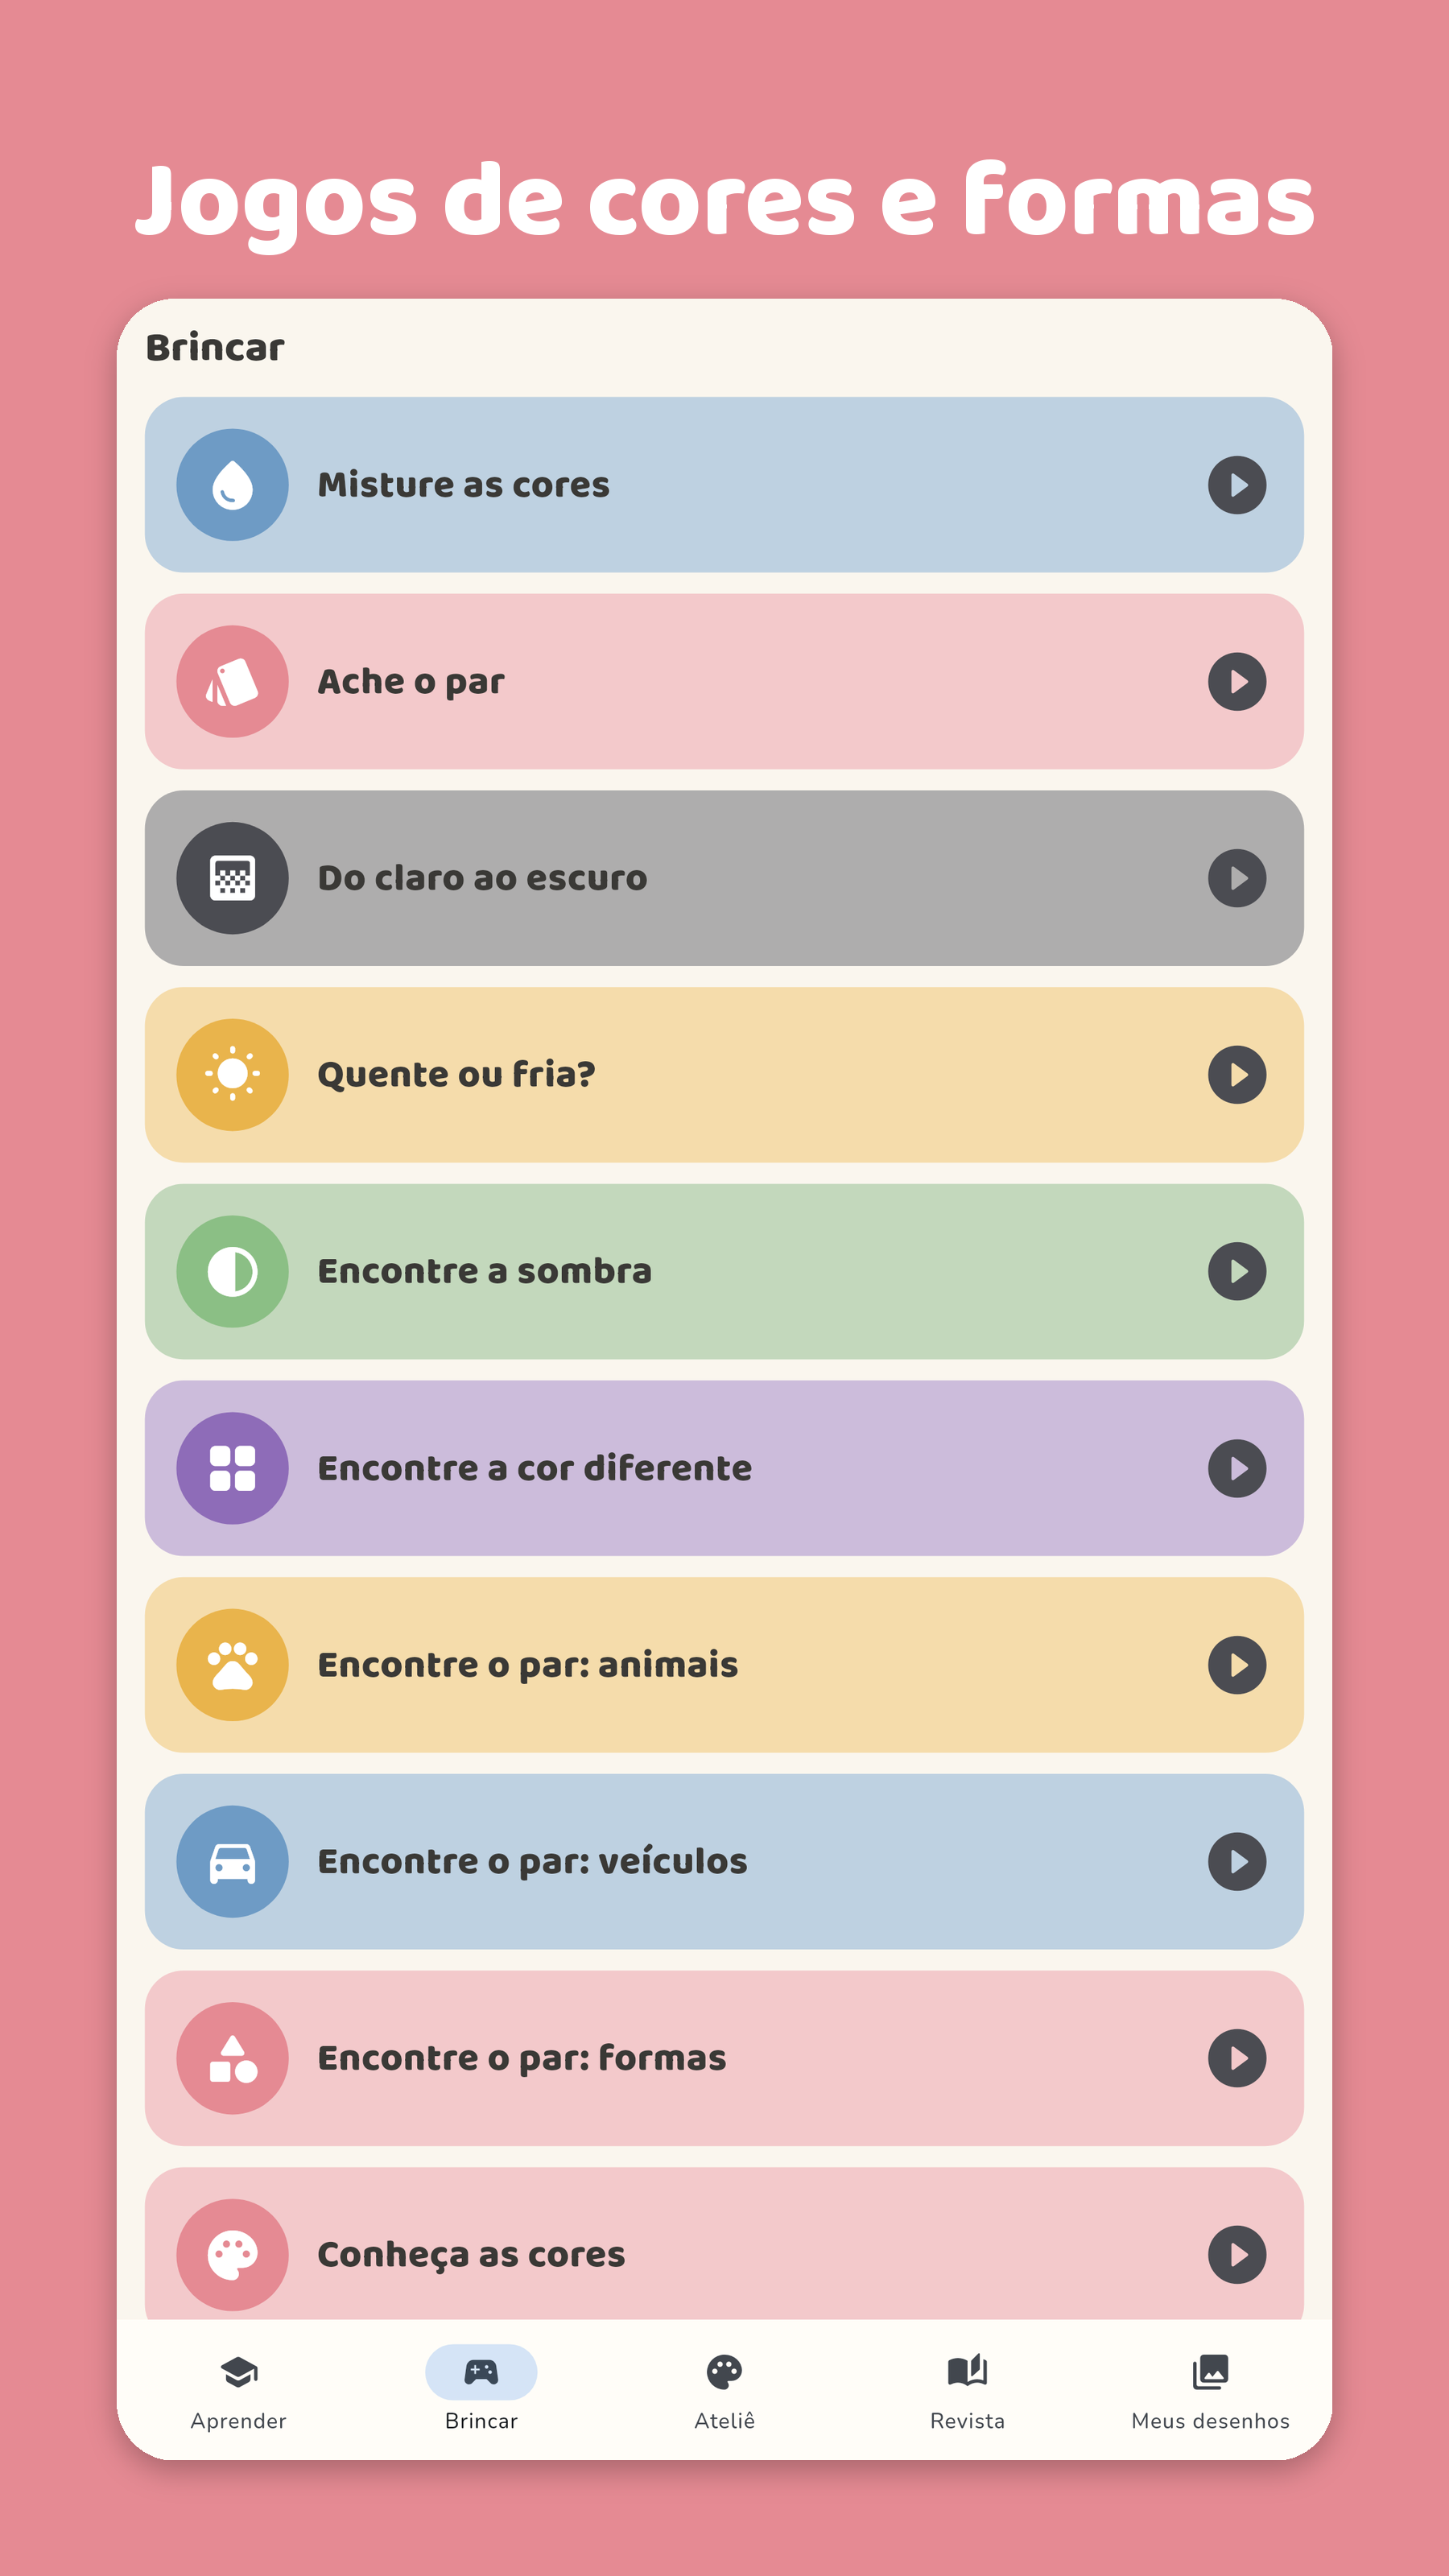 Jogos de cores e formas
Brincar
Misture as cores
Ache o par
Do claro ao escuro
Quente ou fria?
Encontre a sombra
Encontre a cor diferente
Encontre o par: animais
Encontre o par: veículos
Encontre o par: formas
Conheça as cores
Aprender
Brincar
Ateliê
Revista
Meus desenhos